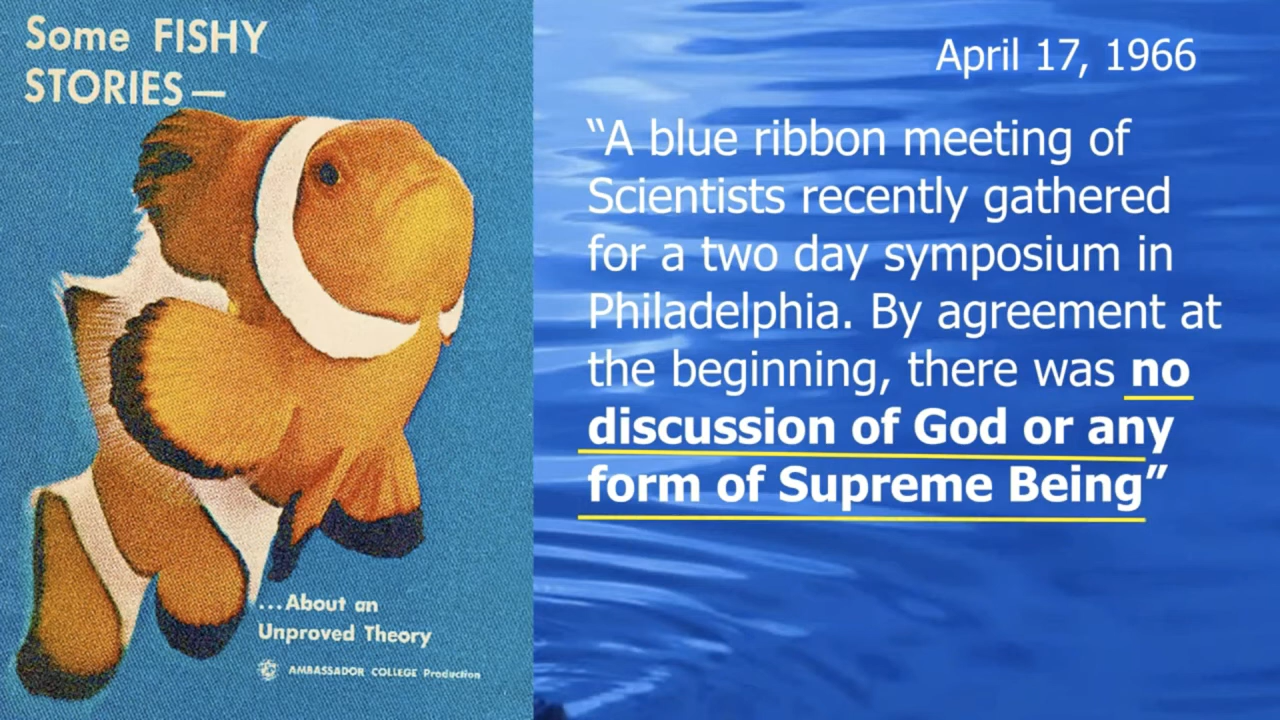 Some FISHY
STORIES—
...About an
Unproved Theory
AMBASSADOR COLLEGE Production
April 17, 1966
“A blue ribbon meeting of
Scientists recently gathered
for a two day symposium in
Philadelphia. By agreement at
the beginning, there was no
discussion of God or any
form of Supreme Being”